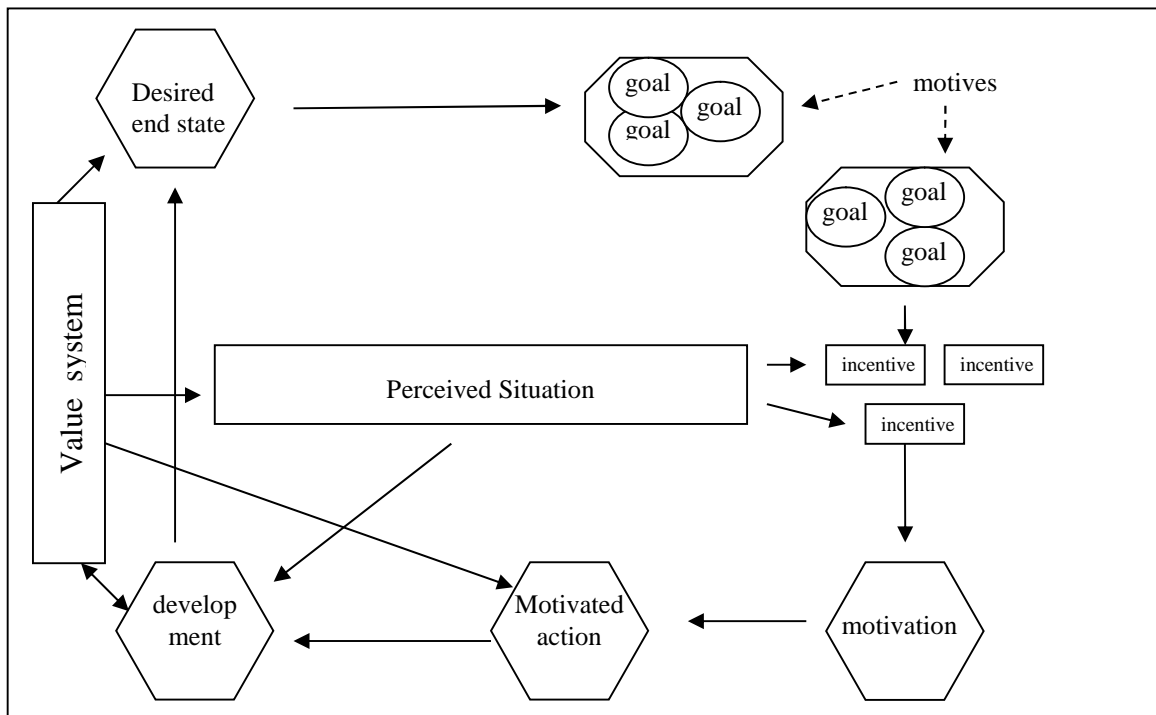 Desired
end state
goal
goal
goal
motives
goal
goal
goal
Value system
Perceived Situation
incentive
incentive
incentive
develop
ment
Motivated
action
motivation